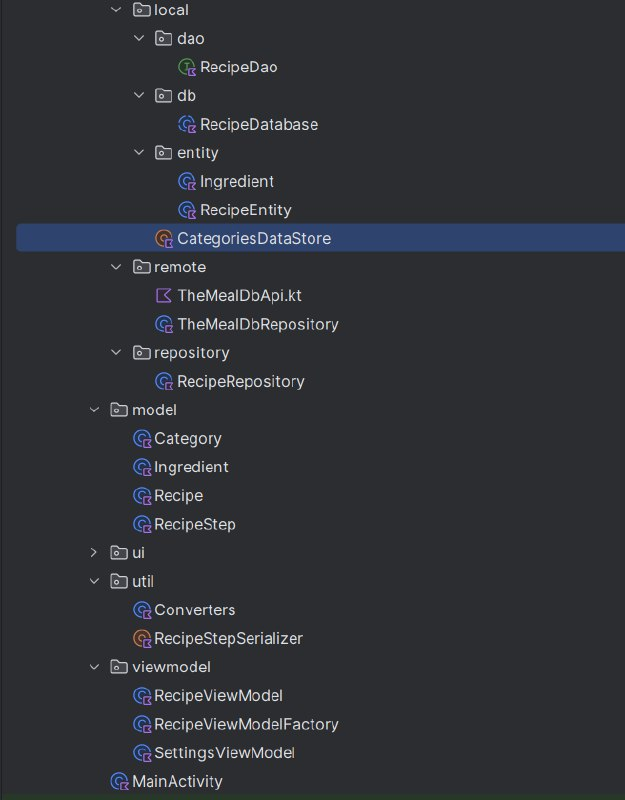 local
dao
RecipeDao
db
RecipeDatabase
entity
Ingredient
RecipeEntity
CategoriesDataStore
remote
TheMealDbApi.kt
TheMealDbRepository
repository
RecipeRepository
model
Category
Ingredient
Recipe
RecipeStep
ui
util
Converters
RecipeStepSerializer
viewmodel
RecipeViewModel
RecipeViewModelFactory
SettingsViewModel
MainActivity